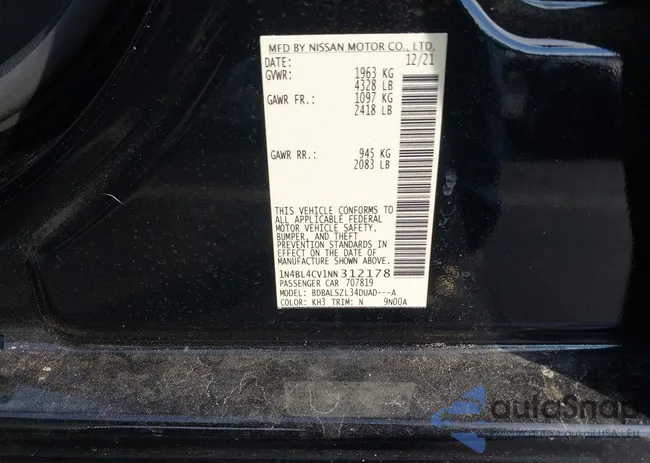 MFD BY NISSAN MOTOR CO., LTD.
DATE: 12/21
GVWR: 1963 KG
4328 LB
GAWR FR.: 1097 KG
2418 LB
GAWR RR.: 945 KG
2083 LB
THIS VEHICLE CONFORMS TO
ALL APPLICABLE FEDERAL
MOTOR VEHICLE SAFETY,
BUMPER, AND THEFT
PREVENTION STANDARDS IN
EFFECT ON THE DATE OF
MANUFACTURE SHOWN ABOVE.
1N4BL4CV1NN312178
PASSENGER CAR 707819
MODEL: BDBALSZL34DUAD---A
COLOR: KH3 TRIM: N 9N00A
autoSnap